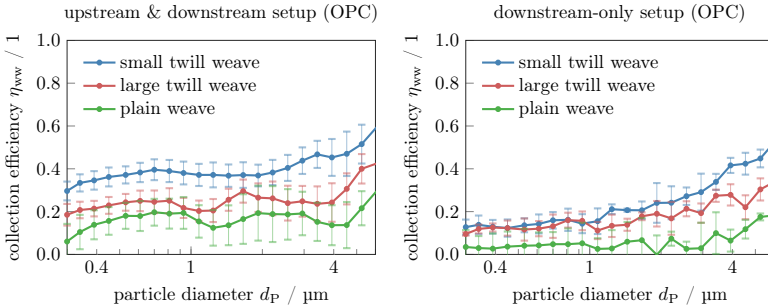 upstream & downstream setup (OPC)
collection efficiency ηww / 1
1.0
0.8
0.6
0.4
0.2
0.0
small twill weave
large twill weave
plain weave
0.4
1
4
particle diameter dP / µm
downstream-only setup (OPC)
collection efficiency ηww / 1
1.0
0.8
0.6
0.4
0.2
0.0
small twill weave
large twill weave
plain weave
0.4
1
4
particle diameter dP / µm